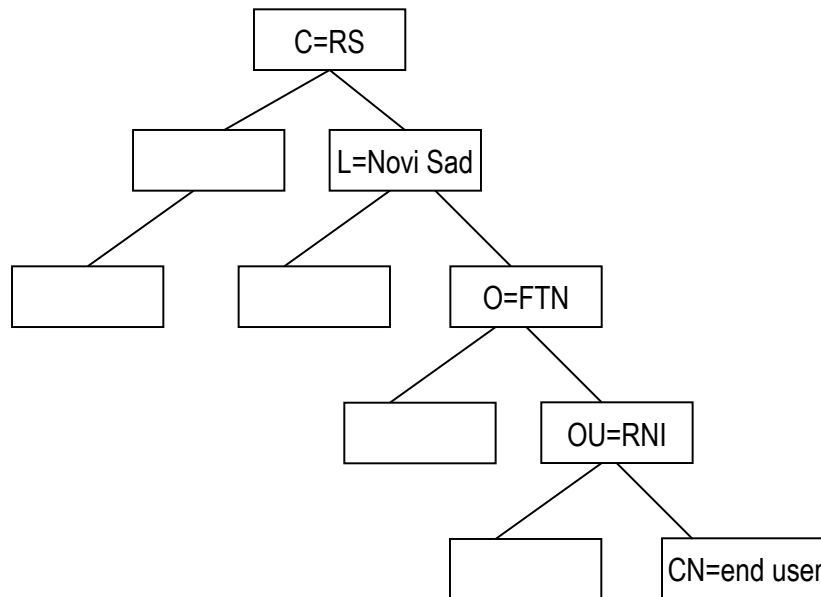 C=RS
L=Novi Sad
O=FTN
OU=RNI
CN=end user